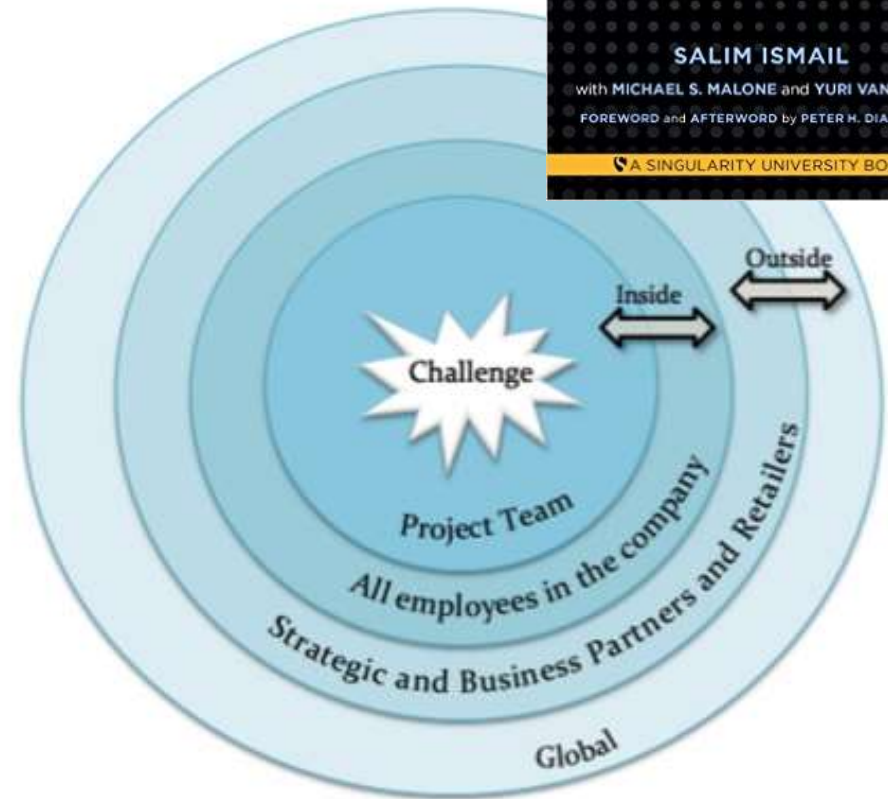 SALIM ISMAIL
with MICHAEL S. MALONE and YURI VAN
FOREWORD and AFTERWORD by PETER H. DIA
A SINGULARITY UNIVERSITY BO
Outside
Inside
Challenge
Project Team
All employees in the company
Strategic and Business Partners and Retailers
Global